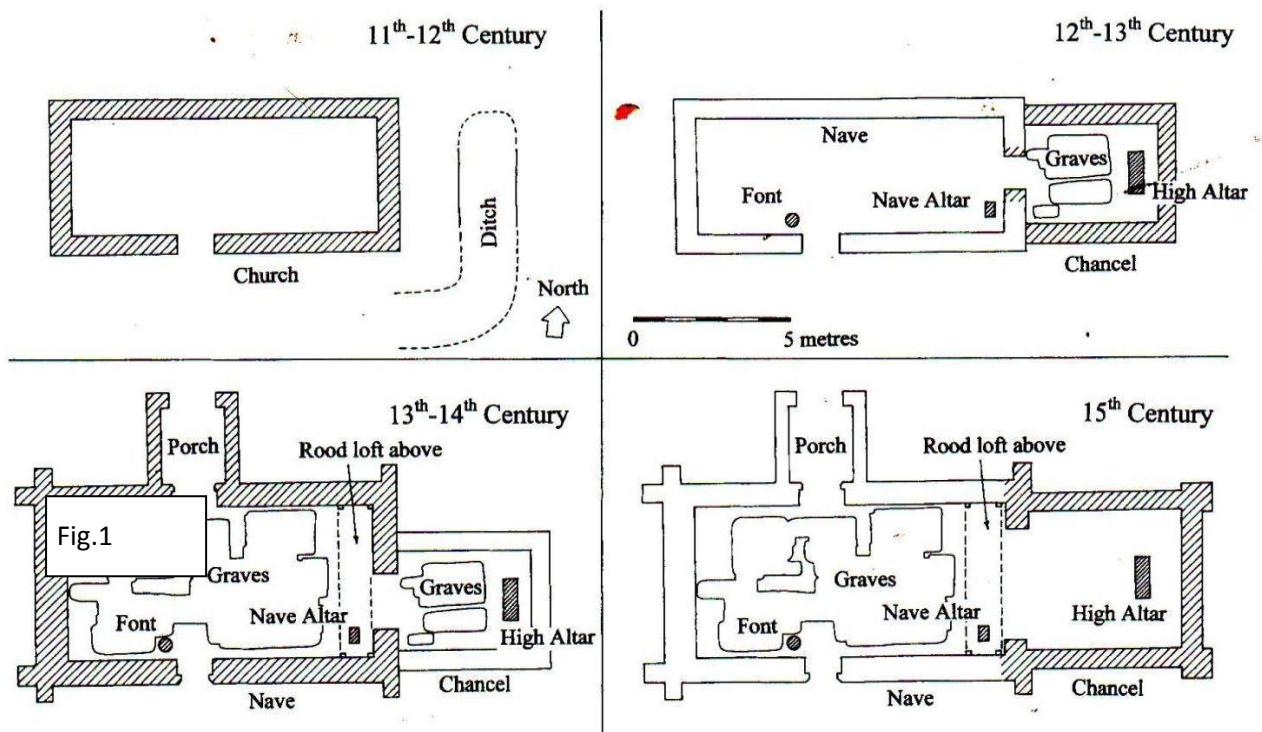 11th-12th Century
Church
Ditch
North
12th-13th Century
Nave
Graves
Font
Nave Altar
High Altar
Chancel
0 5 metres
13th-14th Century
Porch
Rood loft above
Fig.1
Graves
Graves
Nave Altar
Font
High Altar
Chancel
Nave
15th Century
Porch
Rood loft above
Graves
Nave Altar
Font
High Altar
Nave
Chancel